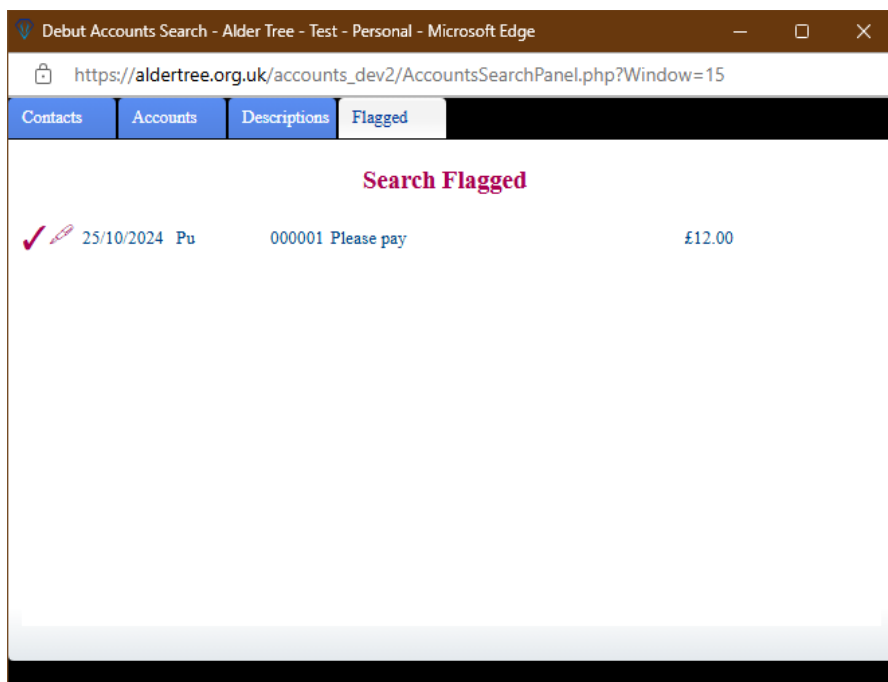 Debut Accounts Search - Alder Tree - Test - Personal - Microsoft Edge
https://aldertree.org.uk/accounts_dev2/AccountsSearchPanel.php?Window=15
Contacts Accounts Descriptions Flagged
Search Flagged
25/10/2024 Pu 000001 Please pay £12.00